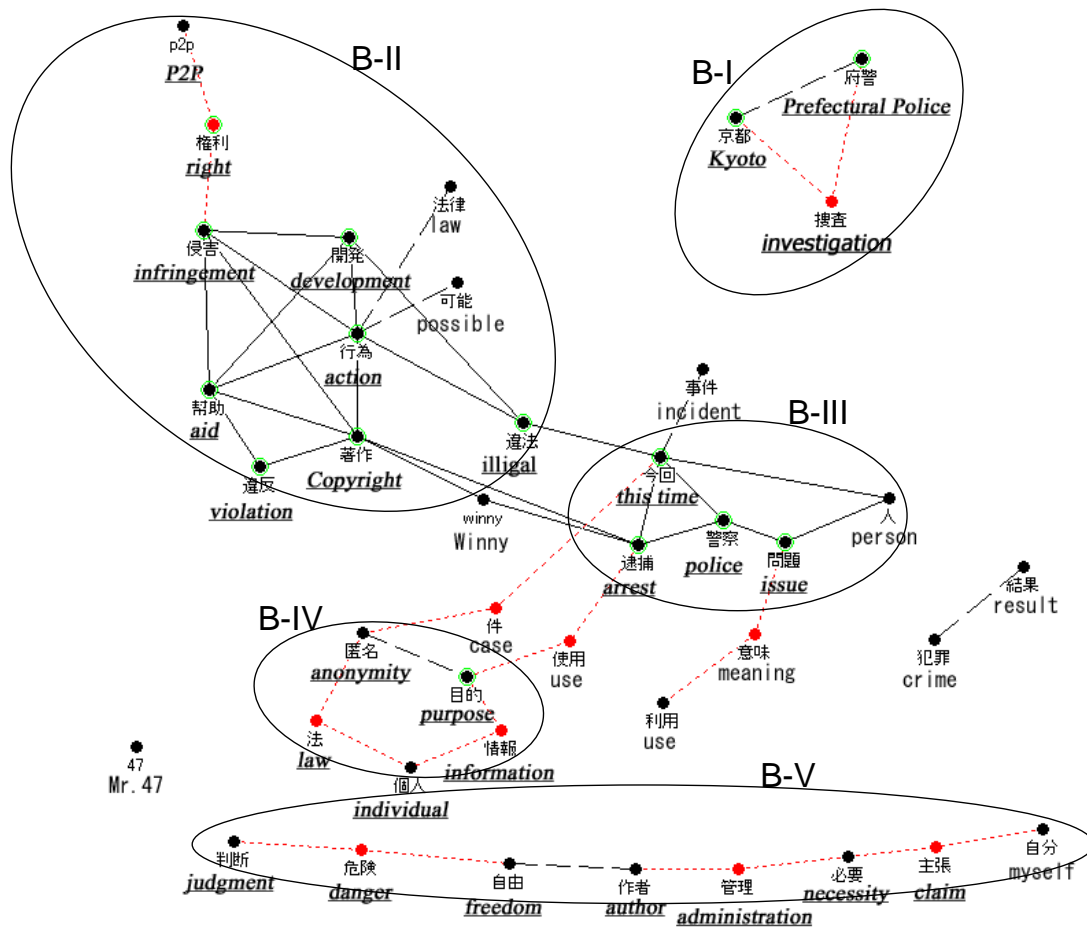 p2p
P2P
B-II
B-I
府警
Prefectural Police
京都
Kyoto
権利
right
法律
law
捜査
investigation
侵害
infringement
開発
development
可能
possible
行為
action
事件
incident
B-III
幇助
aid
著作
Copyright
違法
illigal
今回
this time
違反
violation
winny
Winny
人
person
警察
police
逮捕
arrest
問題
issue
結果
result
B-IV
件
case
匿名
anonymity
使用
use
意味
meaning
犯罪
crime
目的
purpose
利用
use
法
law
情報
information
47
Mr.47
個人
individual
B-V
判断
judgment
危険
danger
自由
freedom
作者
author
管理
administration
必要
necessity
主張
claim
自分
myself